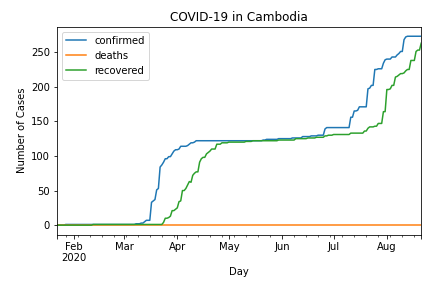 COVID-19 in Cambodia
confirmed
deaths
recovered
Number of Cases
250
200
150
100
50
0
Feb Mar Apr May Jun Jul Aug
2020
Day